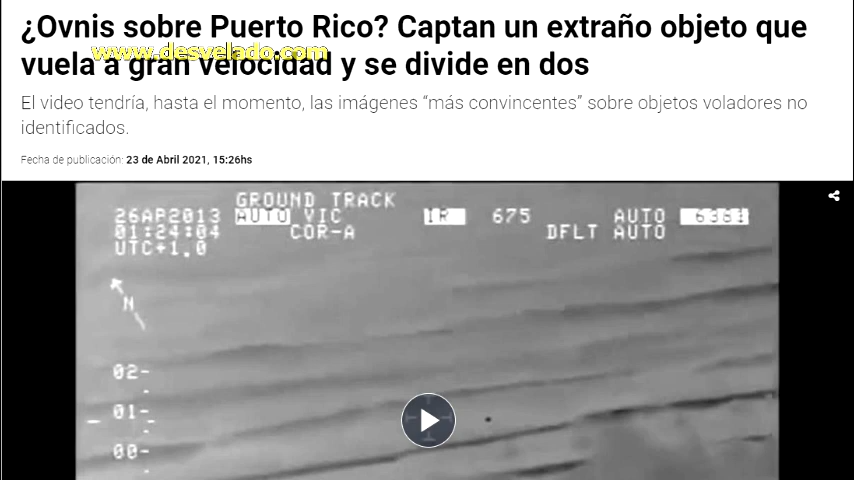 ¿Ovnis sobre Puerto Rico? Captan un extraño objeto que
www.desvelado.com
vuela a gran velocidad y se divide en dos
El video tendría, hasta el momento, las imágenes “más convincentes” sobre objetos voladores no
identificados.
Fecha de publicación: 23 de Abril 2021, 15:26hs
GROUND TRACK
26AP2013 AUTO VIC IR 675 AUTO 6361
01:24:04 COR-A DFLT AUTO
UTC+1.0
N
02-
01-
00-